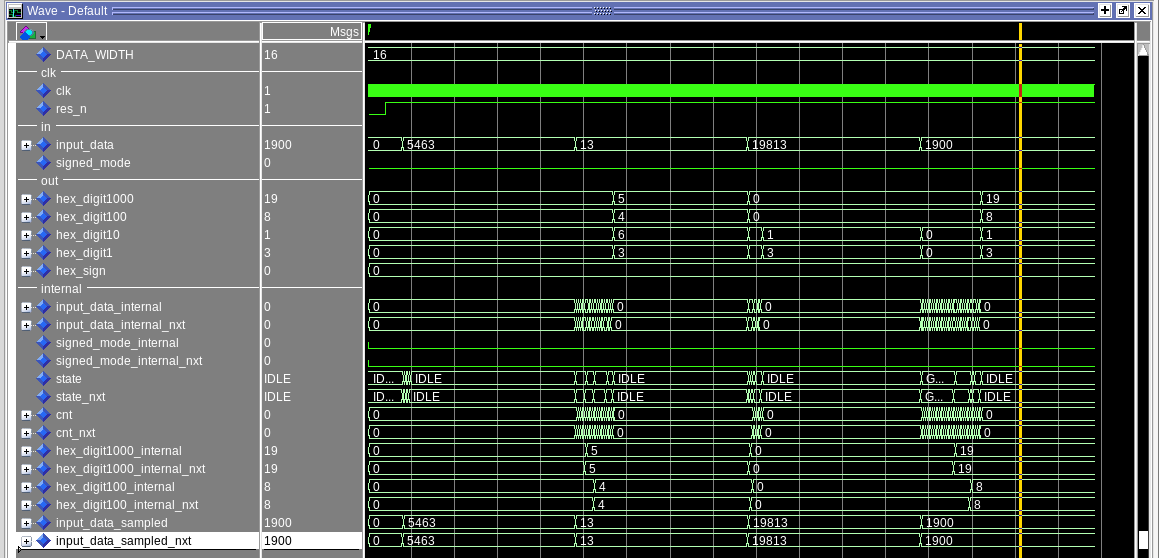 Wave - Default
Msgs
DATA_WIDTH 16 16
clk
clk 1
res_n 1
in
input_data 1900 0 5463 13 19813 1900
signed_mode 0
out
hex_digit1000 19 0 5 0 19
hex_digit100 8 0 4 0 8
hex_digit10 1 0 6 1 0 1
hex_digit1 3 0 3 3 0 3
hex_sign 0 0
internal
input_data_internal 0 0 0 0 0
input_data_internal_nxt 0 0 0 0 0
signed_mode_internal 0
signed_mode_internal_nxt 0
state IDLE ID... IDLE IDLE IDLE G... IDLE
state_nxt IDLE ID... IDLE IDLE IDLE G... IDLE
cnt 0 0 0 0 0
cnt_nxt 0 0 0 0 0
hex_digit1000_internal 19 0 5 0 19
hex_digit1000_internal_nxt 19 0 5 0 19
hex_digit100_internal 8 0 4 0 8
hex_digit100_internal_nxt 8 0 4 0 8
input_data_sampled 1900 0 5463 13 19813 1900
input_data_sampled_nxt 1900 0 5463 13 19813 1900